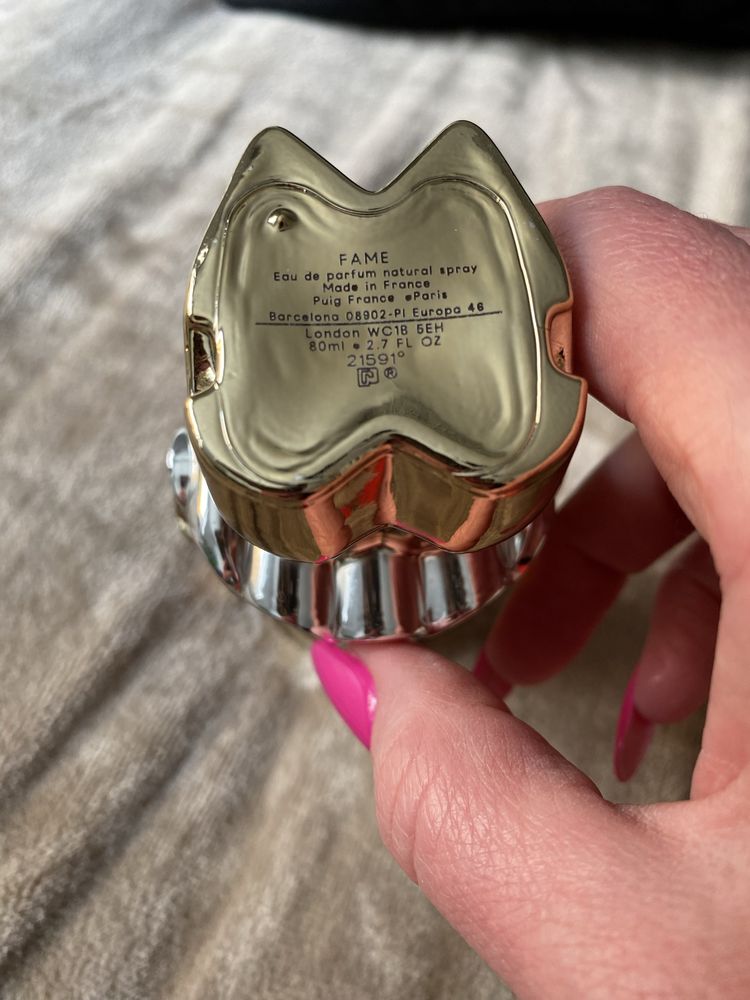 FAME
Eau de parfum natural spray
Made in France
Puig France eParis
Barcelona 08902-Pl Europa 46
London WC1B 5EH
80ml e 2.7 FL OZ
21591°
®